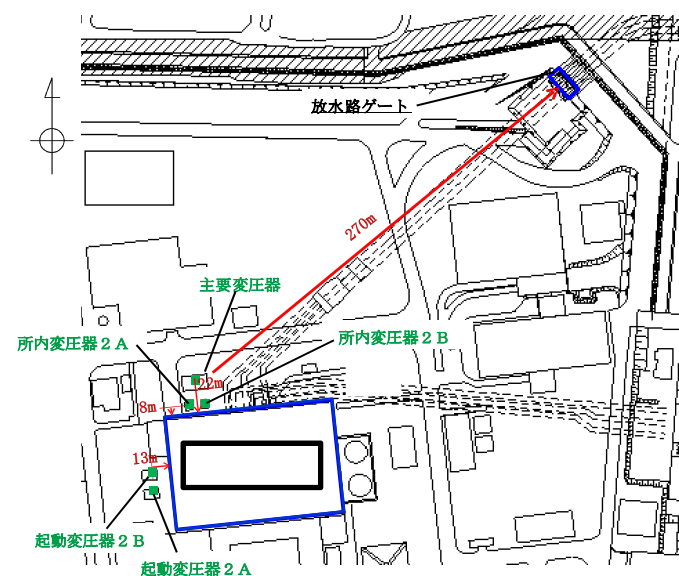 放水路ゲート
270m
主要変圧器
所内変圧器２Ａ
所内変圧器２Ｂ
22m
8m
13m
起動変圧器２Ｂ
起動変圧器２Ａ